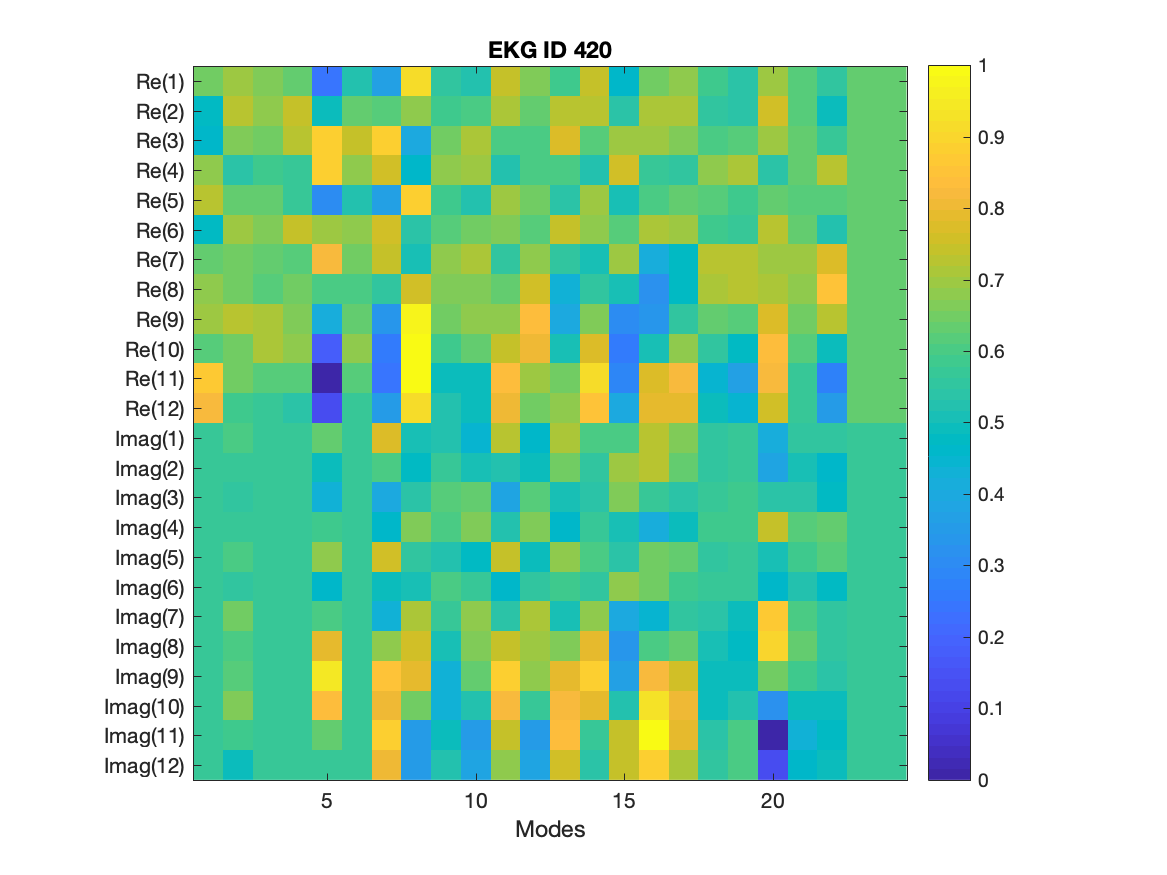 EKG ID 420
Re(1)
Re(2)
Re(3)
Re(4)
Re(5)
Re(6)
Re(7)
Re(8)
Re(9)
Re(10)
Re(11)
Re(12)
Imag(1)
Imag(2)
Imag(3)
Imag(4)
Imag(5)
Imag(6)
Imag(7)
Imag(8)
Imag(9)
Imag(10)
Imag(11)
Imag(12)
5 10 15 20
Modes
1
0.9
0.8
0.7
0.6
0.5
0.4
0.3
0.2
0.1
0